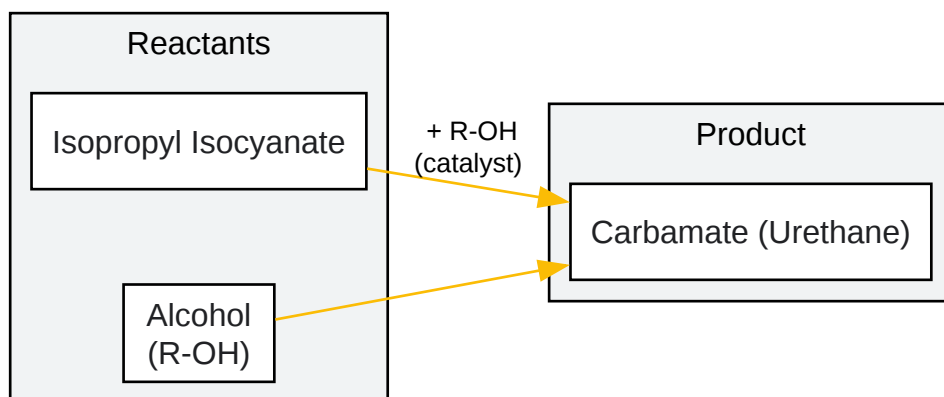 Reactants
Isopropyl Isocyanate
+ R-OH
(catalyst)
Product
Carbamate (Urethane)
Alcohol
(R-OH)